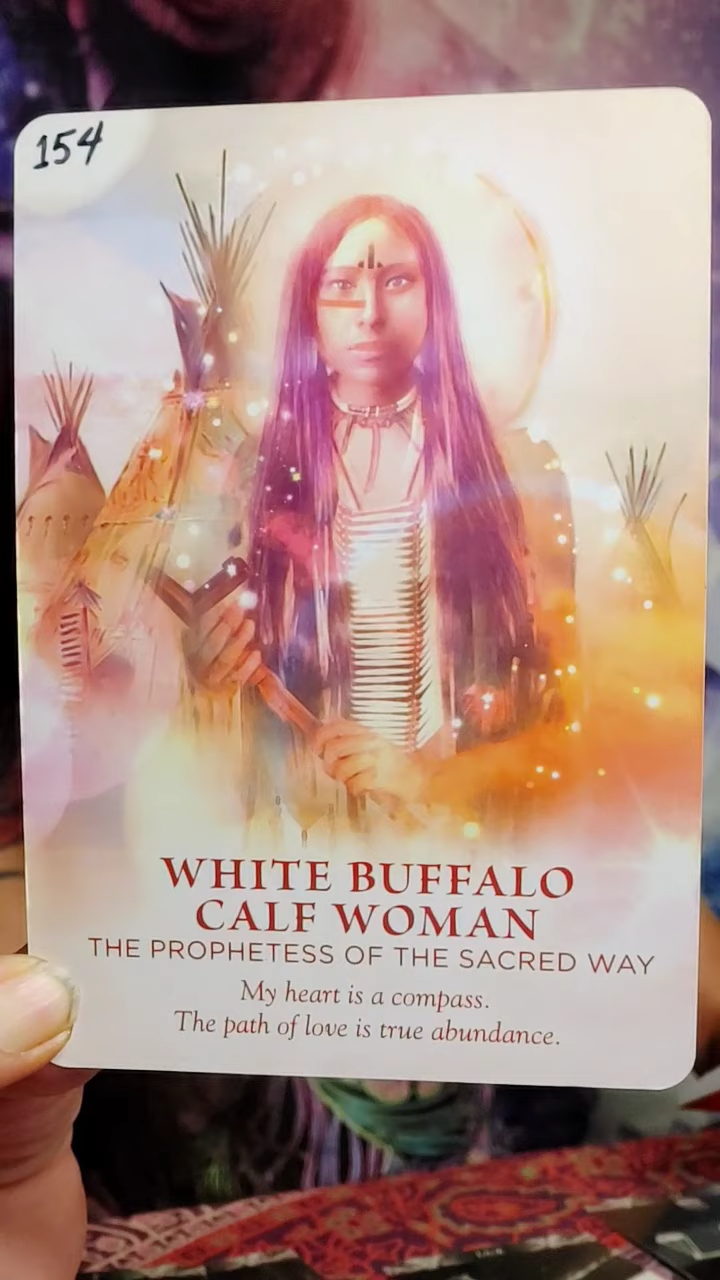 154
WHITE BUFFALO
CALF WOMAN
THE PROPHETESS OF THE SACRED WAY
My heart is a compass.
The path of love is true abundance.